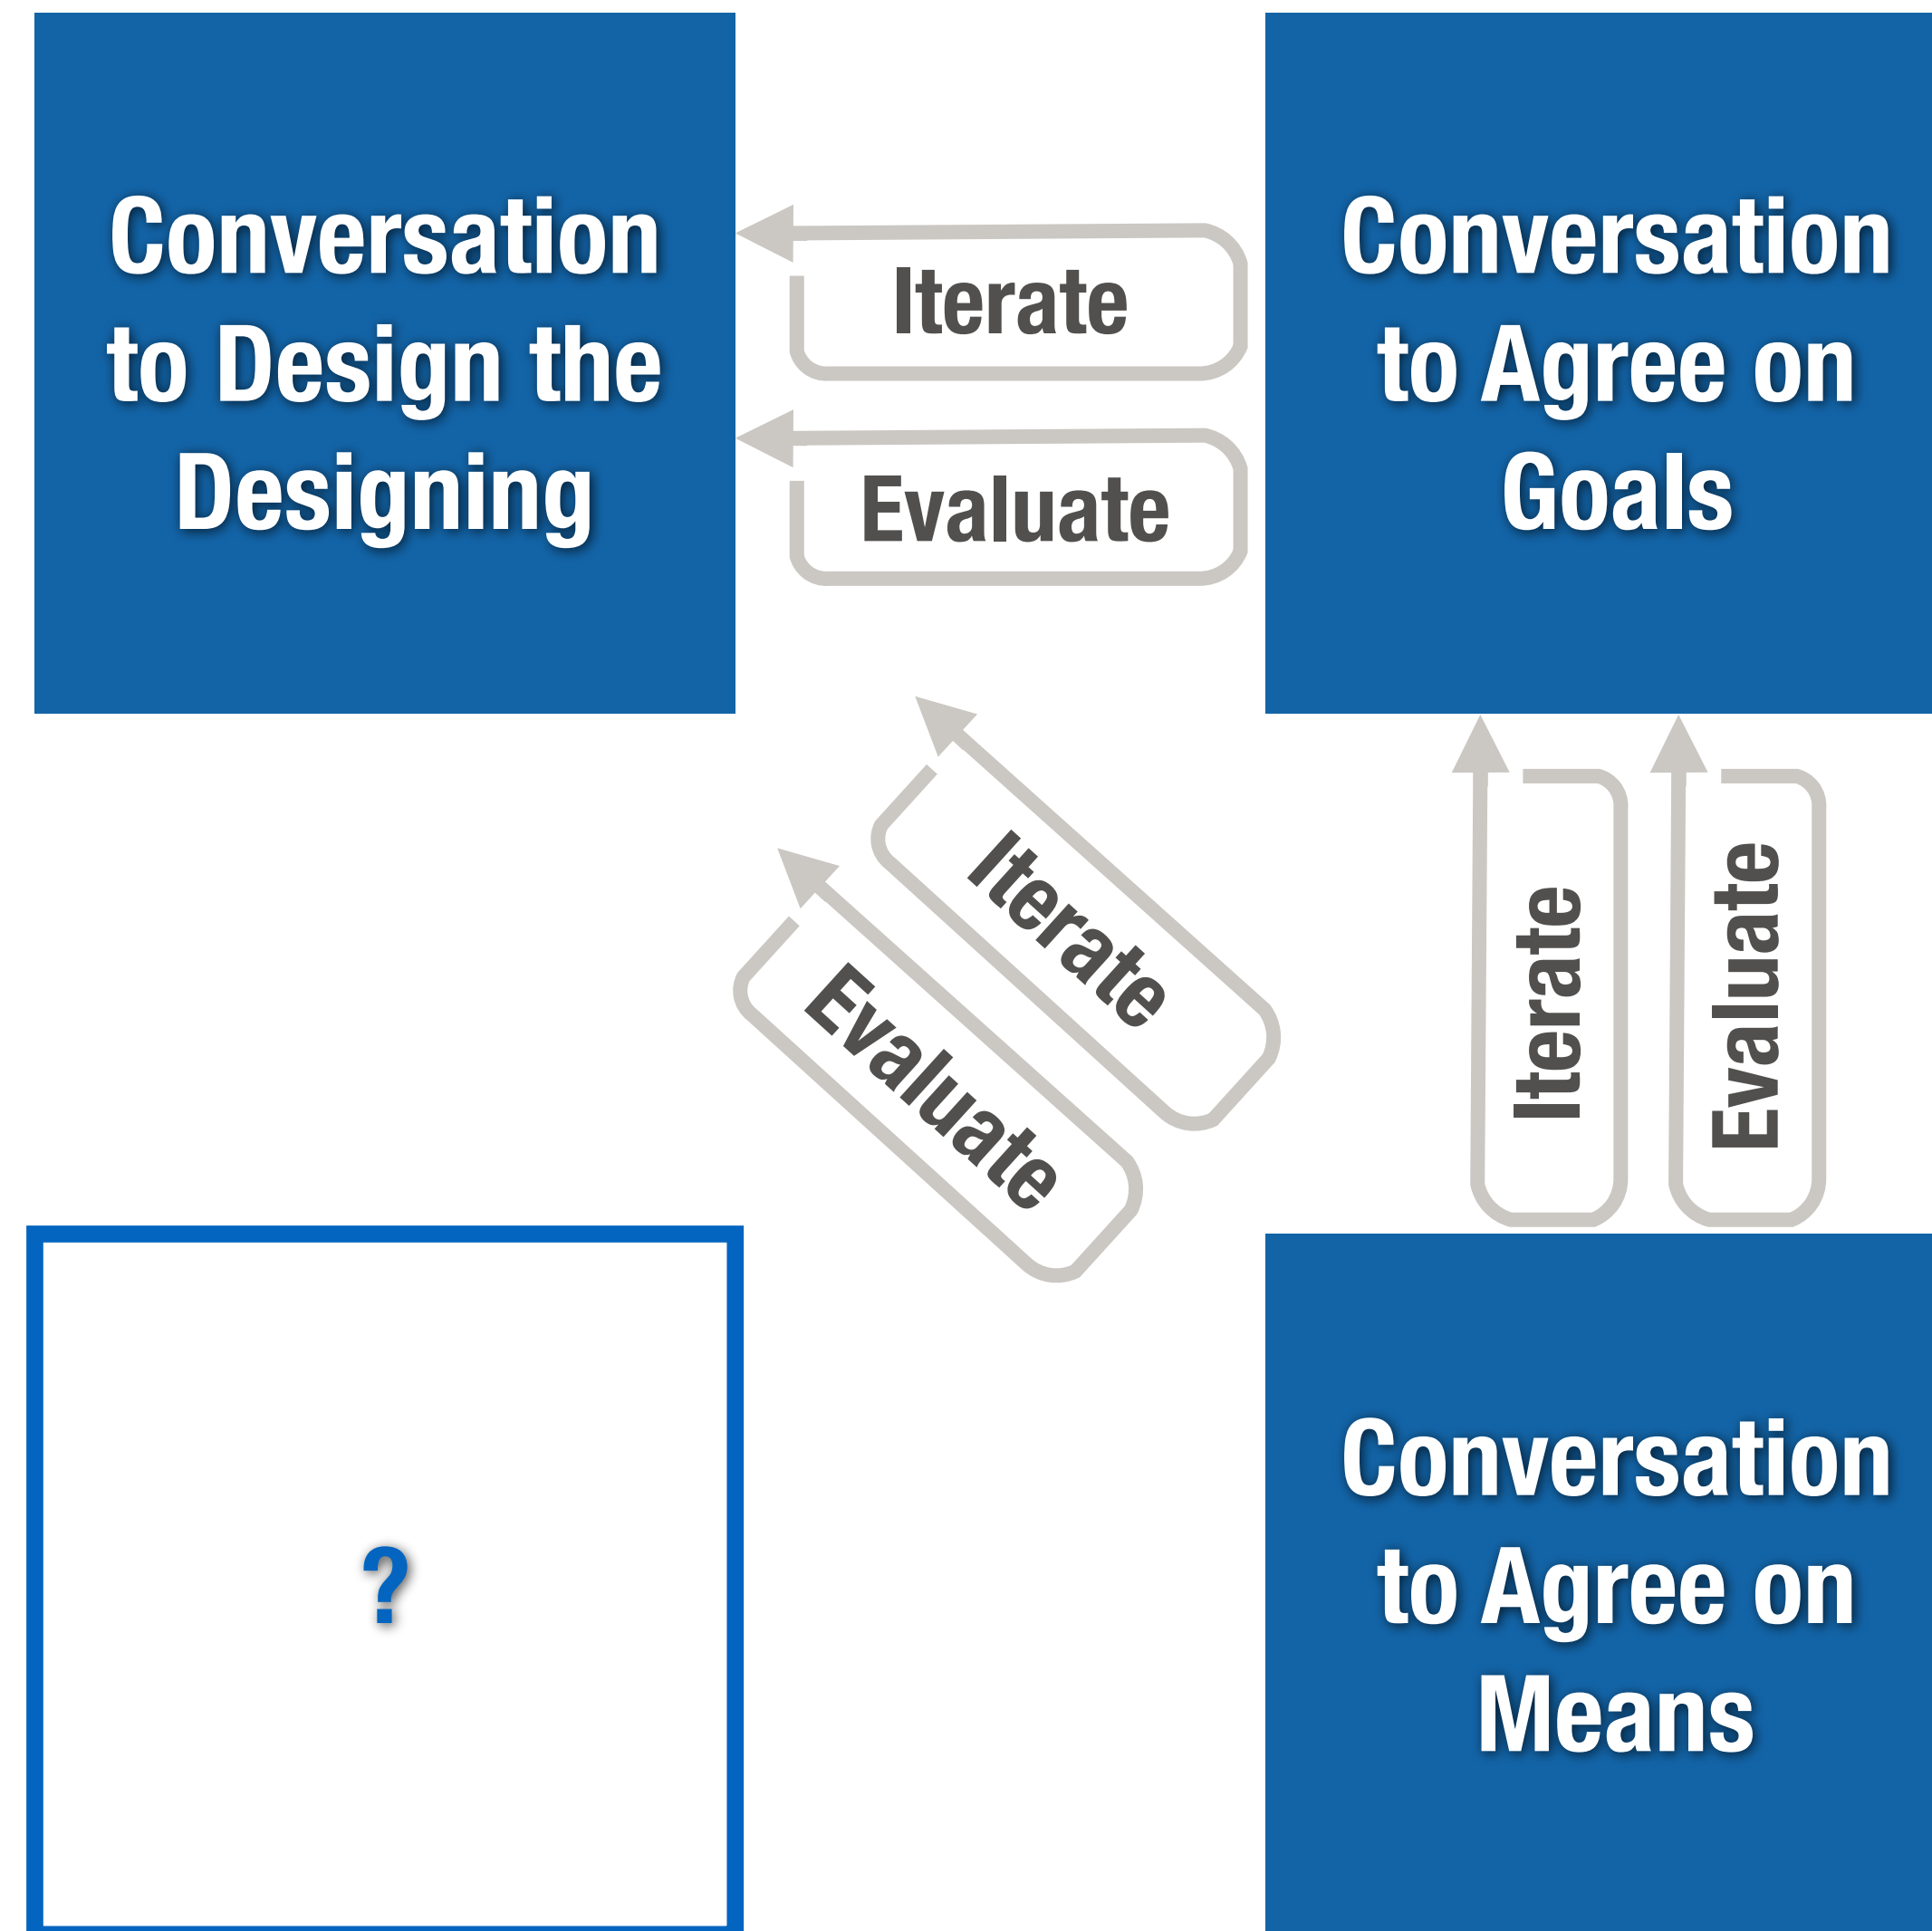 Conversation
to Design the
Designing
Iterate
Evaluate
Conversation
to Agree on
Goals
Iterate
Evaluate
Iterate
Evaluate
?
Conversation
to Agree on
Means